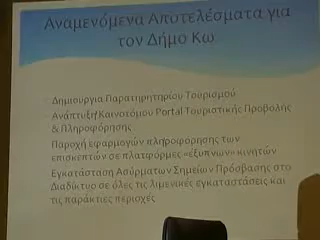 Αναμενόμενα Αποτελέσματα για
τον Δήμο Κω
Δημιουργια Παρατηρητηρίου Τουρισμού
Ανάπτυξη Καινοτόμου Portal Τουριστικής Προβολής
& Πληροφόρησης
Παροχή εφαρμογών πληροφόρησης των
επισκεπτών σε πλατφόρμες «έξυπνων» κινητών
Εγκατάσταση Ασύρματων Σημείων Πρόσβασης στο
Διαδίκτυο σε όλες τις λιμενικές εγκαταστάσεις και
τις παράκτιες περιοχές